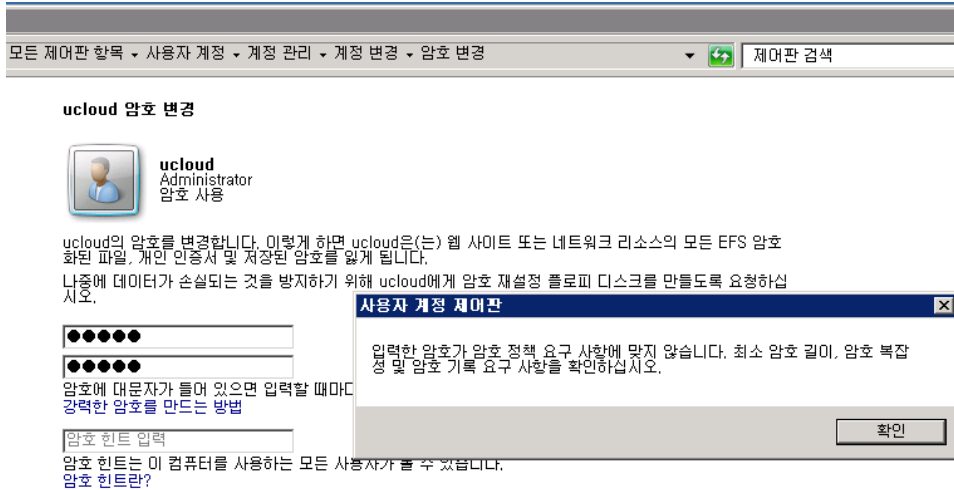 모든 제어판 항목 ▾ 사용자 계정 ▾ 계정 관리 ▾ 계정 변경 ▾ 암호 변경
제어판 검색
ucloud 암호 변경
ucloud
Administrator
암호 사용
ucloud의 암호를 변경합니다. 이렇게 하면 ucloud은(는) 웹 사이트 또는 네트워크 리소스의 모든 EFS 암호
화된 파일, 개인 인증서 및 저장된 암호를 잃게 됩니다.
나중에 데이터가 손실되는 것을 방지하기 위해 ucloud에게 암호 재설정 플로피 디스크를 만들도록 요청하십
시오.
사용자 계정 제어판
입력한 암호가 암호 정책 요구 사항에 맞지 않습니다. 최소 암호 길이, 암호 복잡
성 및 암호 기록 요구 사항을 확인하십시오.
확인
●●●●●
●●●●●
암호에 대문자가 들어 있으면 입력할 때마다
강력한 암호를 만드는 방법
암호 힌트 입력
암호 힌트는 이 컴퓨터를 사용하는 모든 사용자가 볼 수 있습니다.
암호 힌트란?